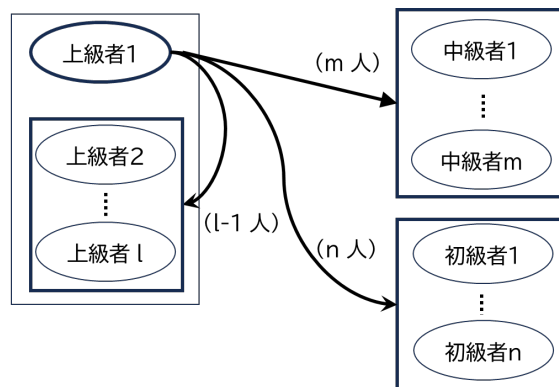 上級者1
上級者2
上級者 l
(l-1 人)
(m 人)
中級者1
中級者m
(n 人)
初級者1
初級者n